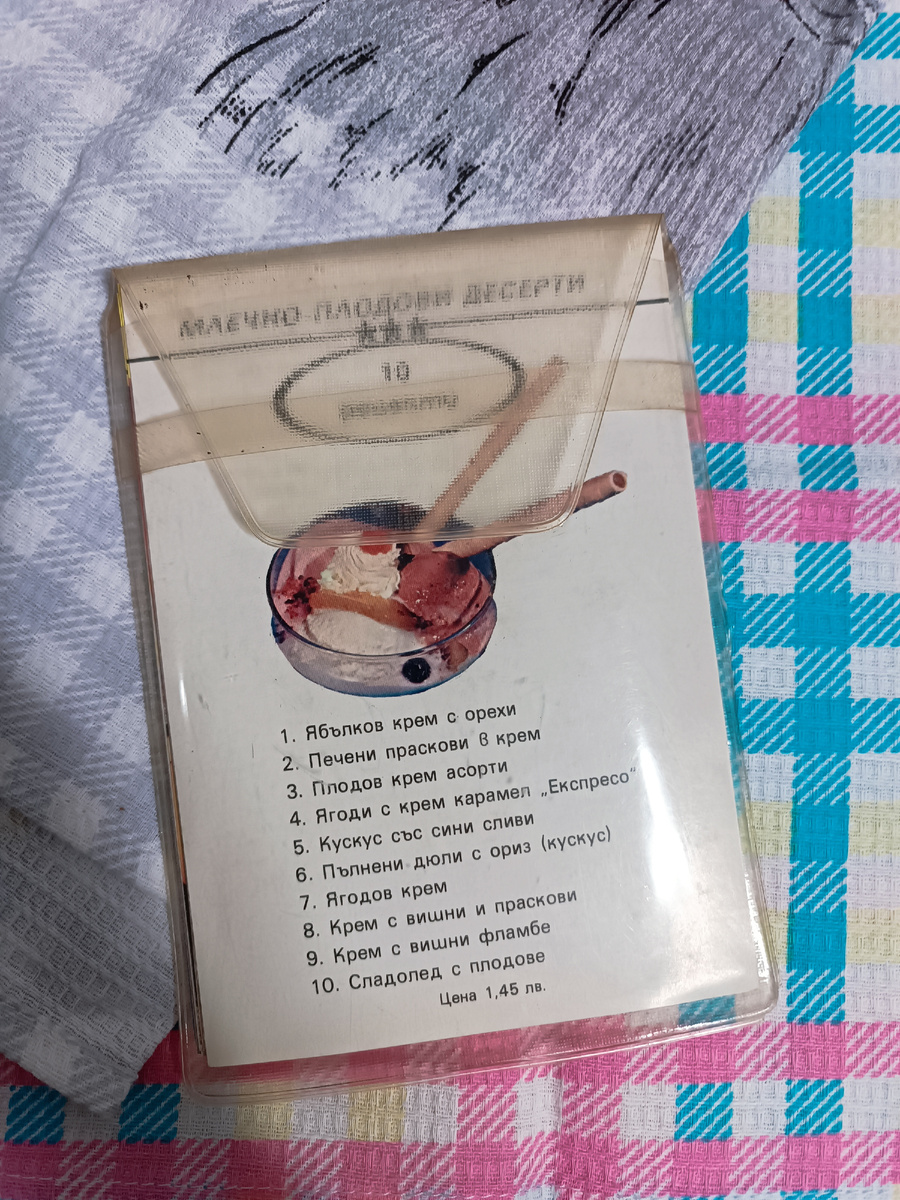 МЛЕЧНО-ПЛОДОВИ ДЕСЕРТИ
10
рецепти
1. Ябълков крем с орехи
2. Печени праскови в крем
3. Плодов крем асорти
4. Ягоди с крем карамел „Експресо“
5. Кускус със сини сливи
6. Пълнени дюли с ориз (кускус)
7. Ягодов крем
8. Крем с вишни и праскови
9. Крем с вишни фламбе
10. Сладолед с плодове
Цена 1,45 лв.